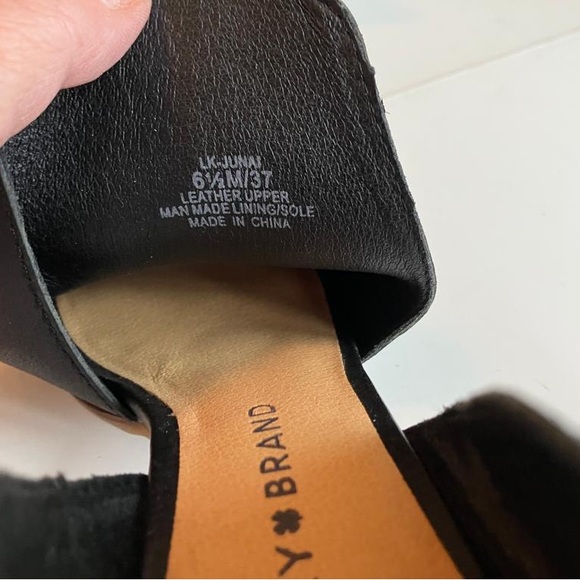 LK-JUNAI
6½M/37
LEATHER UPPER
MAN MADE LINING/SOLE
MADE IN CHINA
Y ☘ BRAND